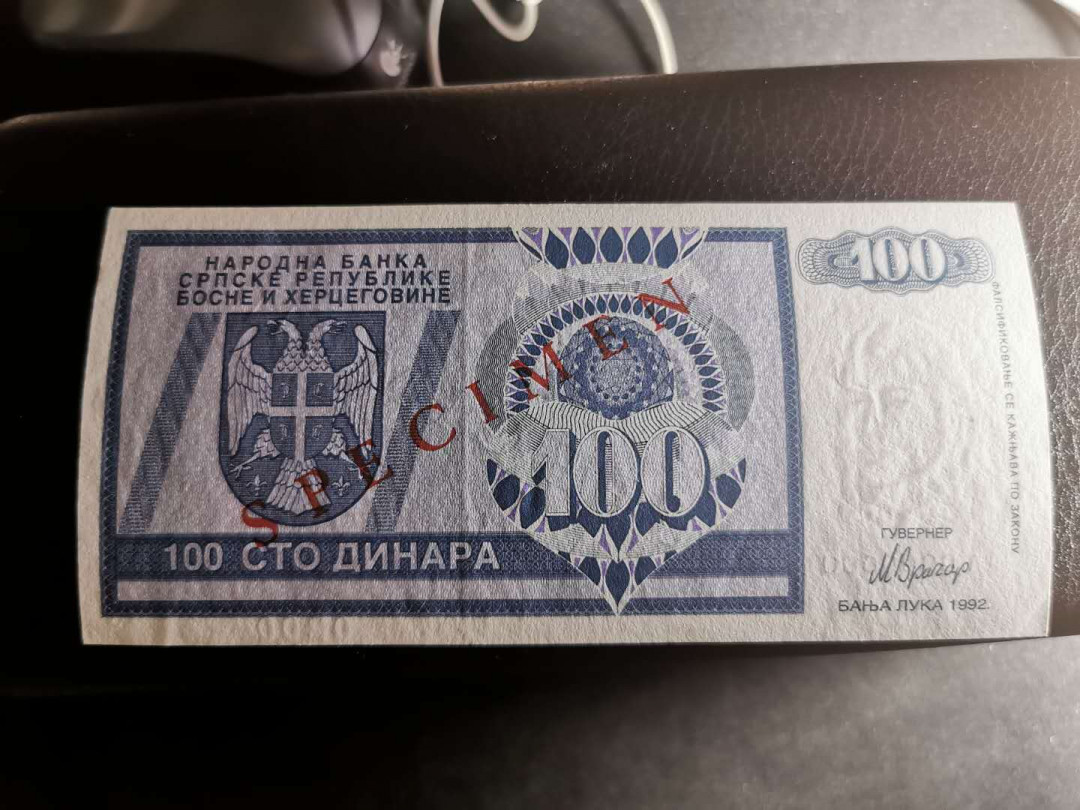 НАРОДНА БАНКА
СРПСКЕ РЕПУБЛИКЕ
БОСНЕ И ХЕРЦЕГОВИНЕ
100
SPECIMEN
100
100 СТО ДИНАРА
ФАЛСИФИКОВАЊЕ СЕ КАЖЊАВА ПО ЗАКОНУ
ГУВЕРНЕР
М Врачар
БАЊА ЛУКА 1992.